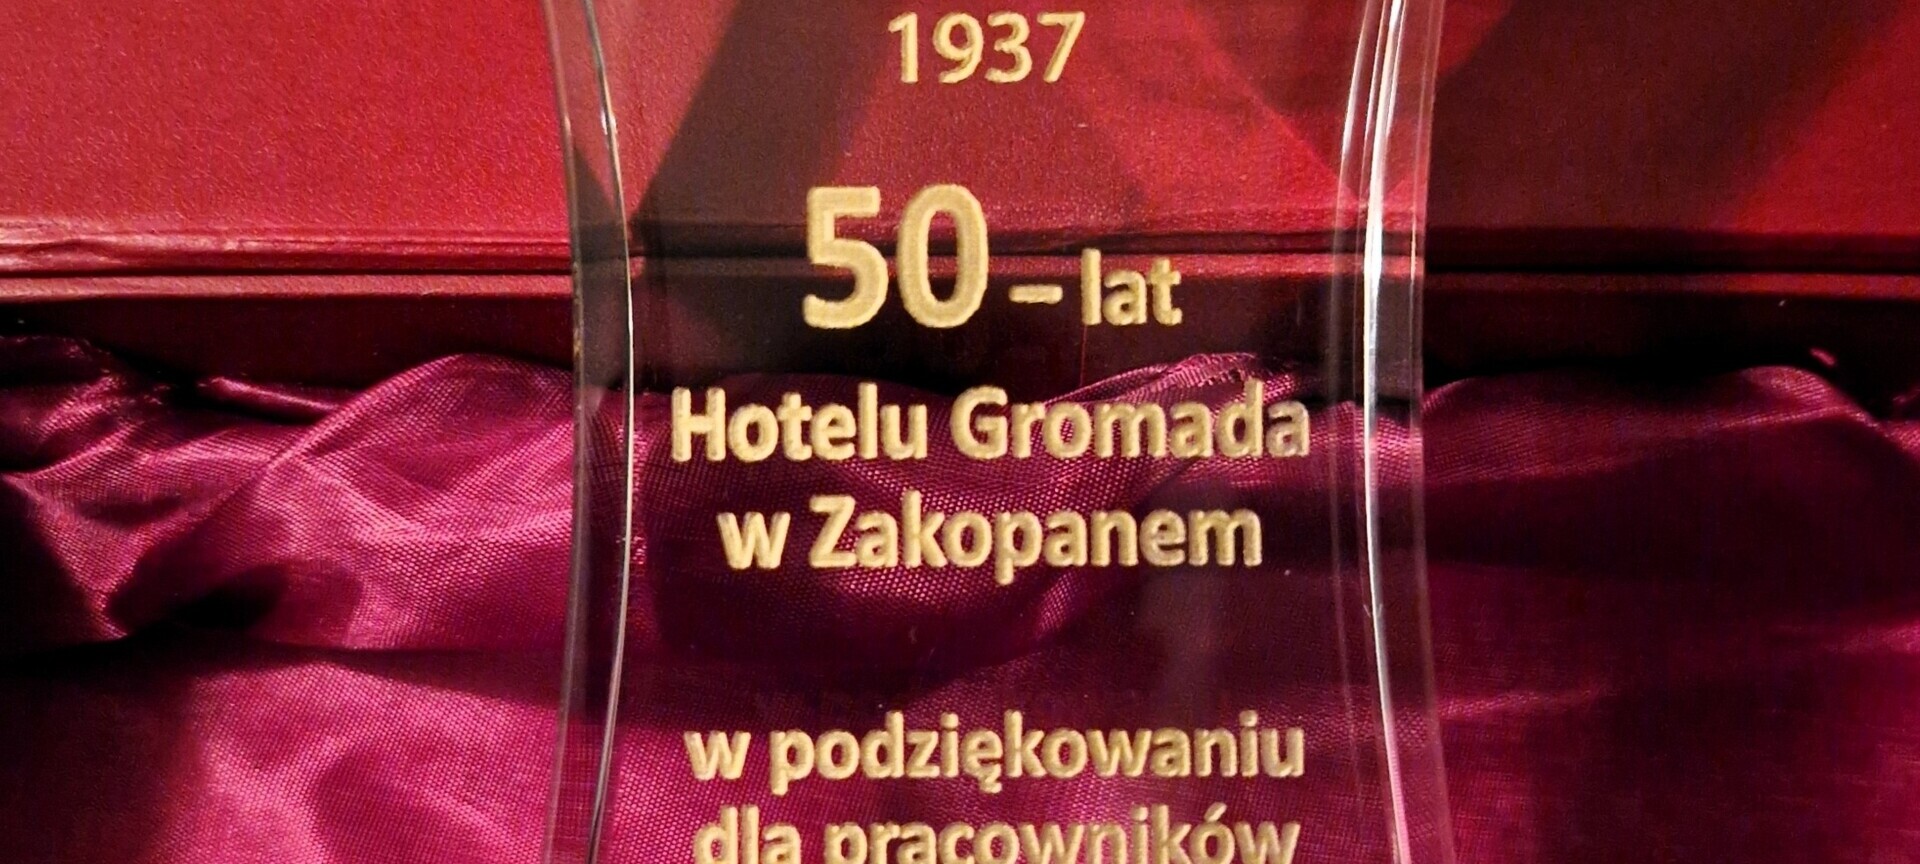 1937
50 – lat
Hotelu Gromada
w Zakopanem
w podziękowaniu
dla pracowników